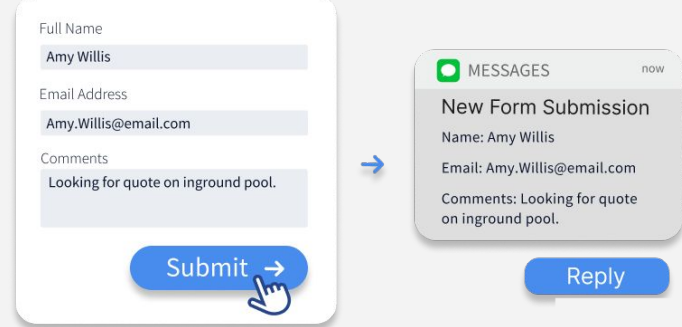 Full Name
Amy Willis
Email Address
Amy.Willis@email.com
Comments
Looking for quote on inground pool.
Submit
MESSAGES
now
New Form Submission
Name: Amy Willis
Email: Amy.Willis@email.com
Comments: Looking for quote
on inground pool.
Reply